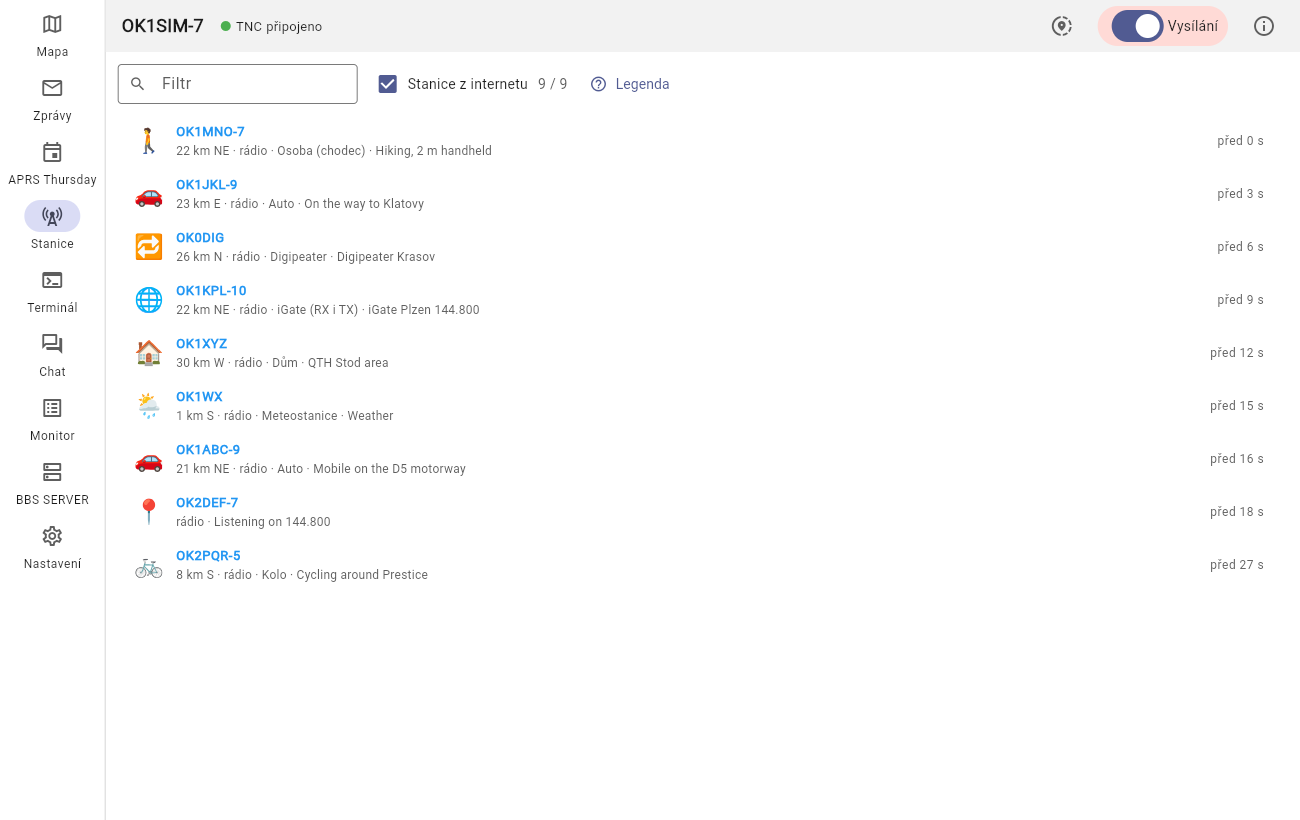 OK1SIM-7
TNC připojeno
Vysílání
Mapa
Zprávy
APRS Thursday
Stanice
Terminál
Chat
Monitor
BBS SERVER
Nastavení
Filtr
Stanice z internetu 9 / 9
Legenda
OK1MNO-7
22 km NE · rádio · Osoba (chodec) · Hiking, 2 m handheld
před 0 s
OK1JKL-9
23 km E · rádio · Auto · On the way to Klatovy
před 3 s
OK0DIG
26 km N · rádio · Digipeater · Digipeater Krasov
před 6 s
OK1KPL-10
22 km NE · rádio · iGate (RX i TX) · iGate Plzen 144.800
před 9 s
OK1XYZ
30 km W · rádio · Dům · QTH Stod area
před 12 s
OK1WX
1 km S · rádio · Meteostanice · Weather
před 15 s
OK1ABC-9
21 km NE · rádio · Auto · Mobile on the D5 motorway
před 16 s
OK2DEF-7
rádio · Listening on 144.800
před 18 s
OK2PQR-5
8 km S · rádio · Kolo · Cycling around Prestice
před 27 s